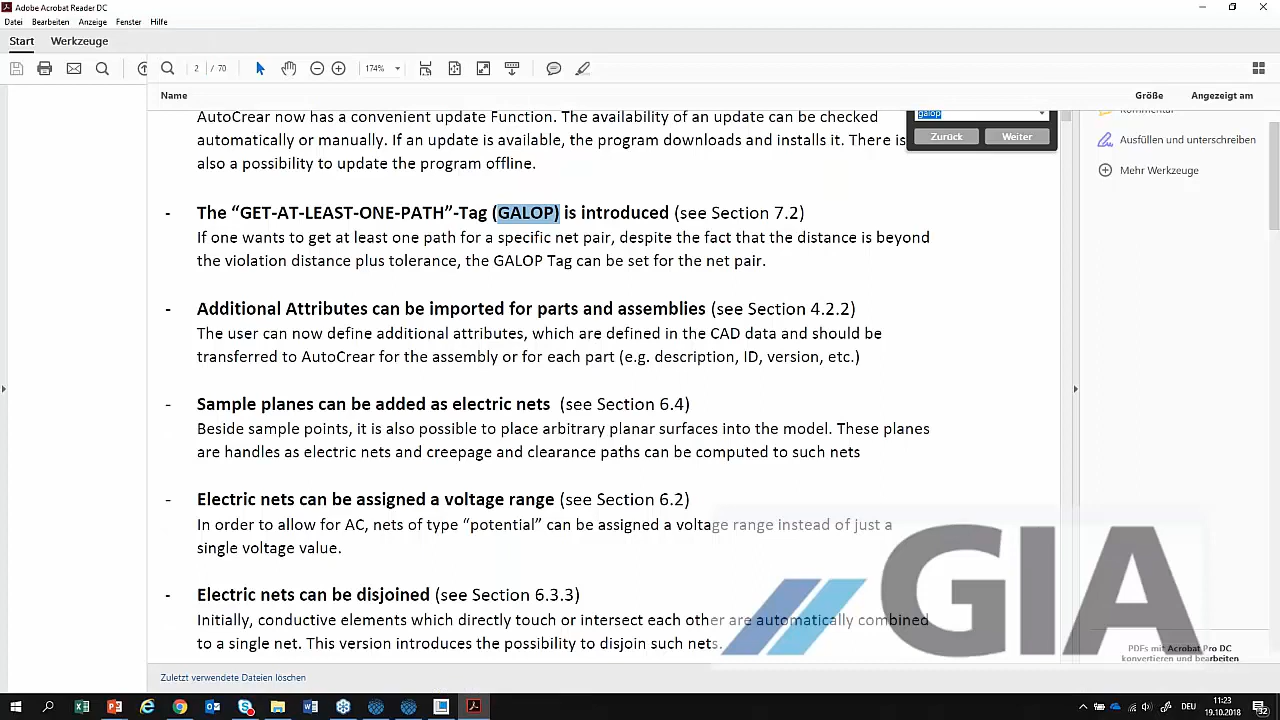 Adobe Acrobat Reader DC
Datei Bearbeiten Anzeige Fenster Hilfe
Start Werkzeuge
2 / 70 174%
Name Größe Angezeigt am
AutoCrear now has a convenient update Function. The availability of an update can be checked
automatically or manually. If an update is available, the program downloads and installs it. There is
also a possibility to update the program offline.
galop
Zurück Weiter
Kommentar
Ausfüllen und unterschreiben
Mehr Werkzeuge
- The “GET-AT-LEAST-ONE-PATH”-Tag (GALOP) is introduced (see Section 7.2)
If one wants to get at least one path for a specific net pair, despite the fact that the distance is beyond
the violation distance plus tolerance, the GALOP Tag can be set for the net pair.
- Additional Attributes can be imported for parts and assemblies (see Section 4.2.2)
The user can now define additional attributes, which are defined in the CAD data and should be
transferred to AutoCrear for the assembly or for each part (e.g. description, ID, version, etc.)
- Sample planes can be added as electric nets (see Section 6.4)
Beside sample points, it is also possible to place arbitrary planar surfaces into the model. These planes
are handles as electric nets and creepage and clearance paths can be computed to such nets
- Electric nets can be assigned a voltage range (see Section 6.2)
In order to allow for AC, nets of type “potential” can be assigned a voltage range instead of just a
single voltage value.
- Electric nets can be disjoined (see Section 6.3.3)
Initially, conductive elements which directly touch or intersect each other are automatically combined
to a single net. This version introduces the possibility to disjoin such nets.
GIA
PDFs mit Acrobat Pro DC
konvertieren und bearbeiten
Zuletzt verwendete Dateien löschen
DEU
11:23
19.10.2018